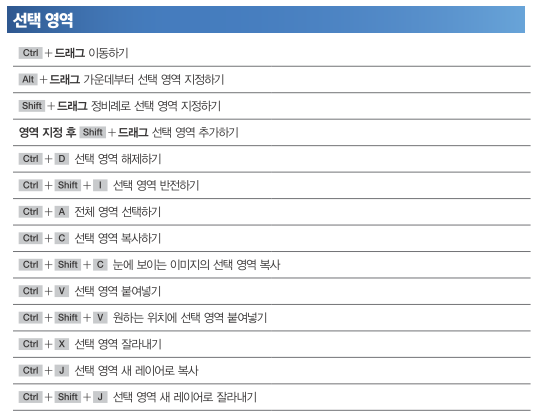 선택 영역
Ctrl + 드래그 이동하기
Alt + 드래그 가운데부터 선택 영역 지정하기
Shift + 드래그 정비례로 선택 영역 지정하기
영역 지정 후 Shift + 드래그 선택 영역 추가하기
Ctrl + D 선택 영역 해제하기
Ctrl + Shift + I 선택 영역 반전하기
Ctrl + A 전체 영역 선택하기
Ctrl + C 선택 영역 복사하기
Ctrl + Shift + C 눈에 보이는 이미지의 선택 영역 복사
Ctrl + V 선택 영역 붙여넣기
Ctrl + Shift + V 원하는 위치에 선택 영역 붙여넣기
Ctrl + X 선택 영역 잘라내기
Ctrl + J 선택 영역 새 레이어로 복사
Ctrl + Shift + J 선택 영역 새 레이어로 잘라내기